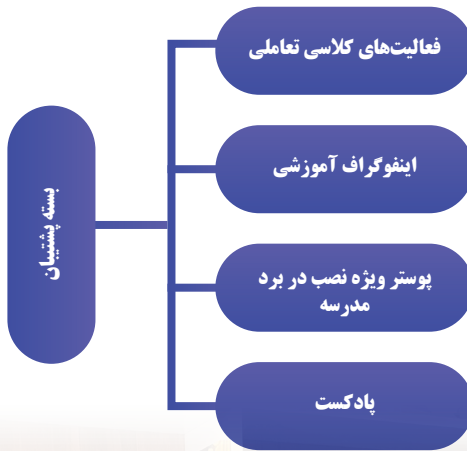 بسته پشتیبان
فعالیت‌های کلاسی تعاملی
اینفوگراف آموزشی
پوستر ویژه نصب در برد
مدرسه
پادکست